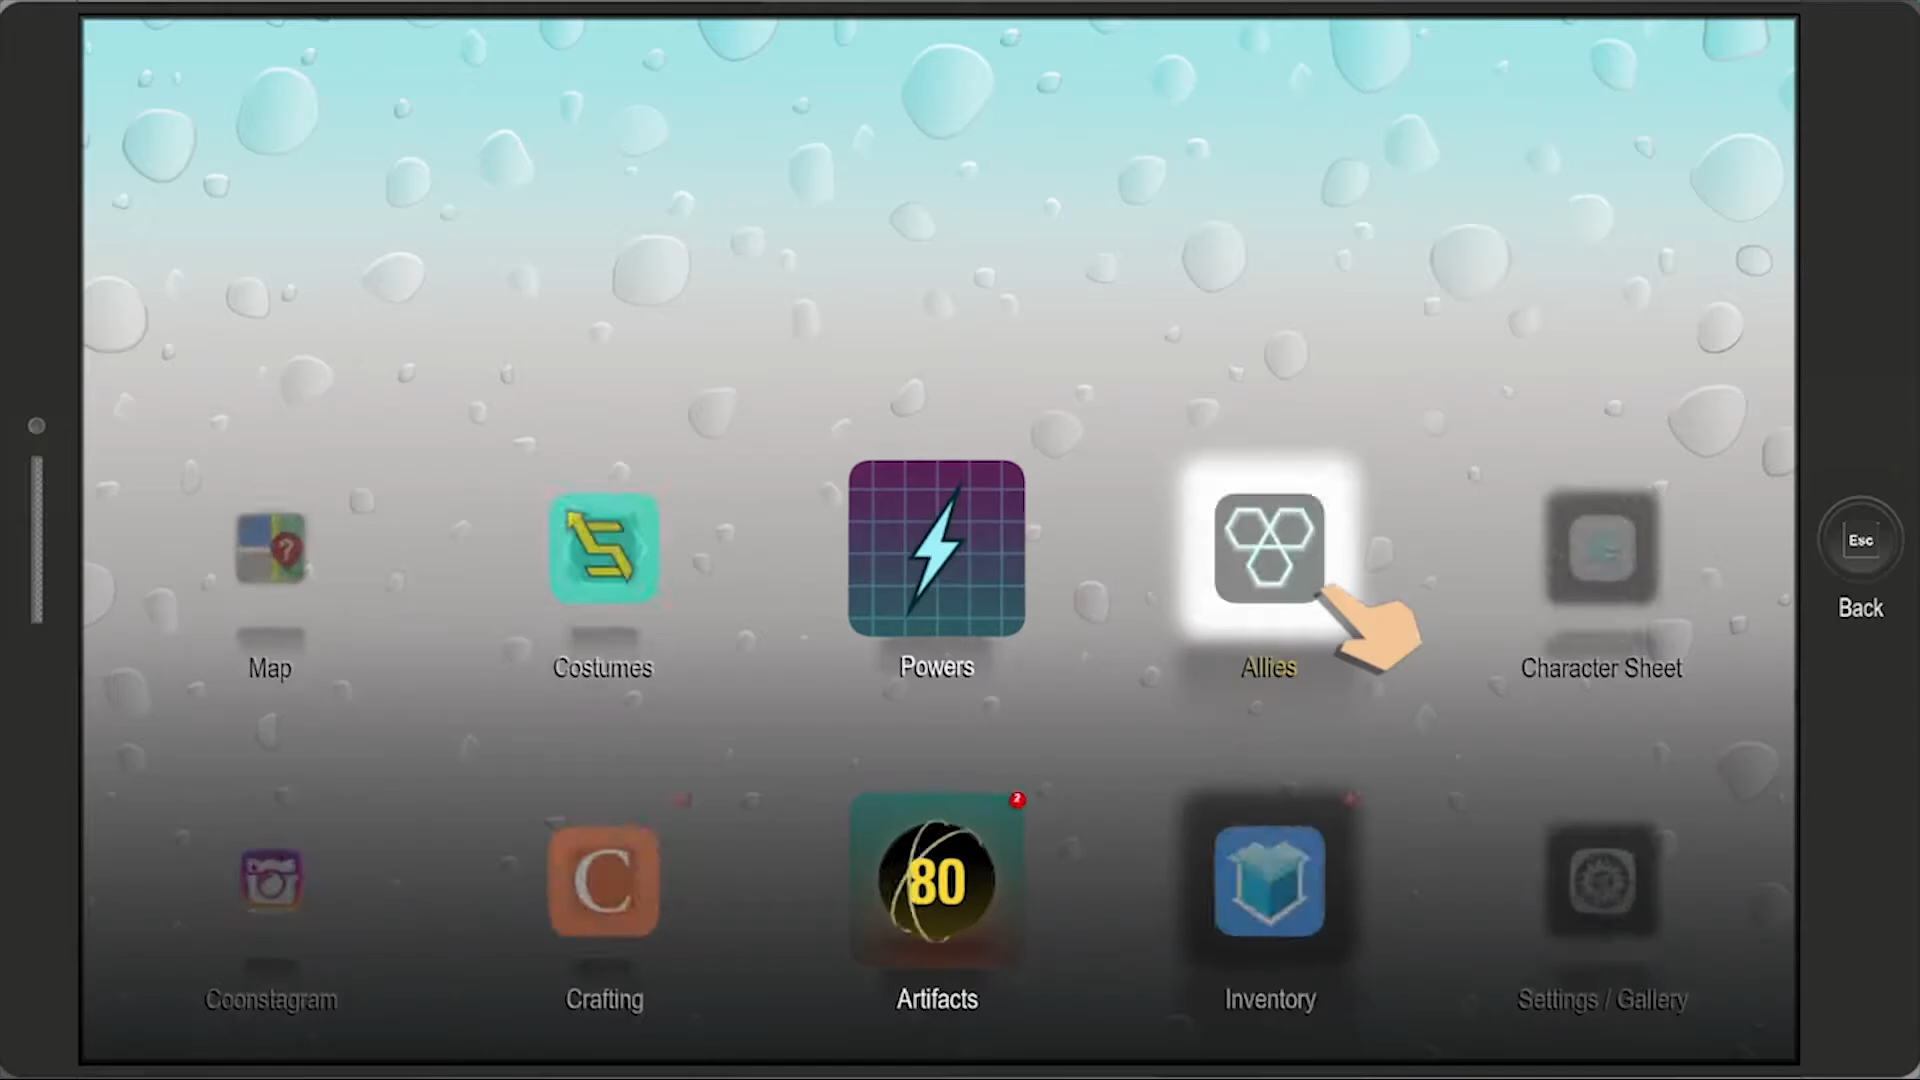 ?
Esc
Back
Map
Costumes
Powers
Allies
Character Sheet
2
C
80
Coonstagram
Crafting
Artifacts
Inventory
Settings / Gallery